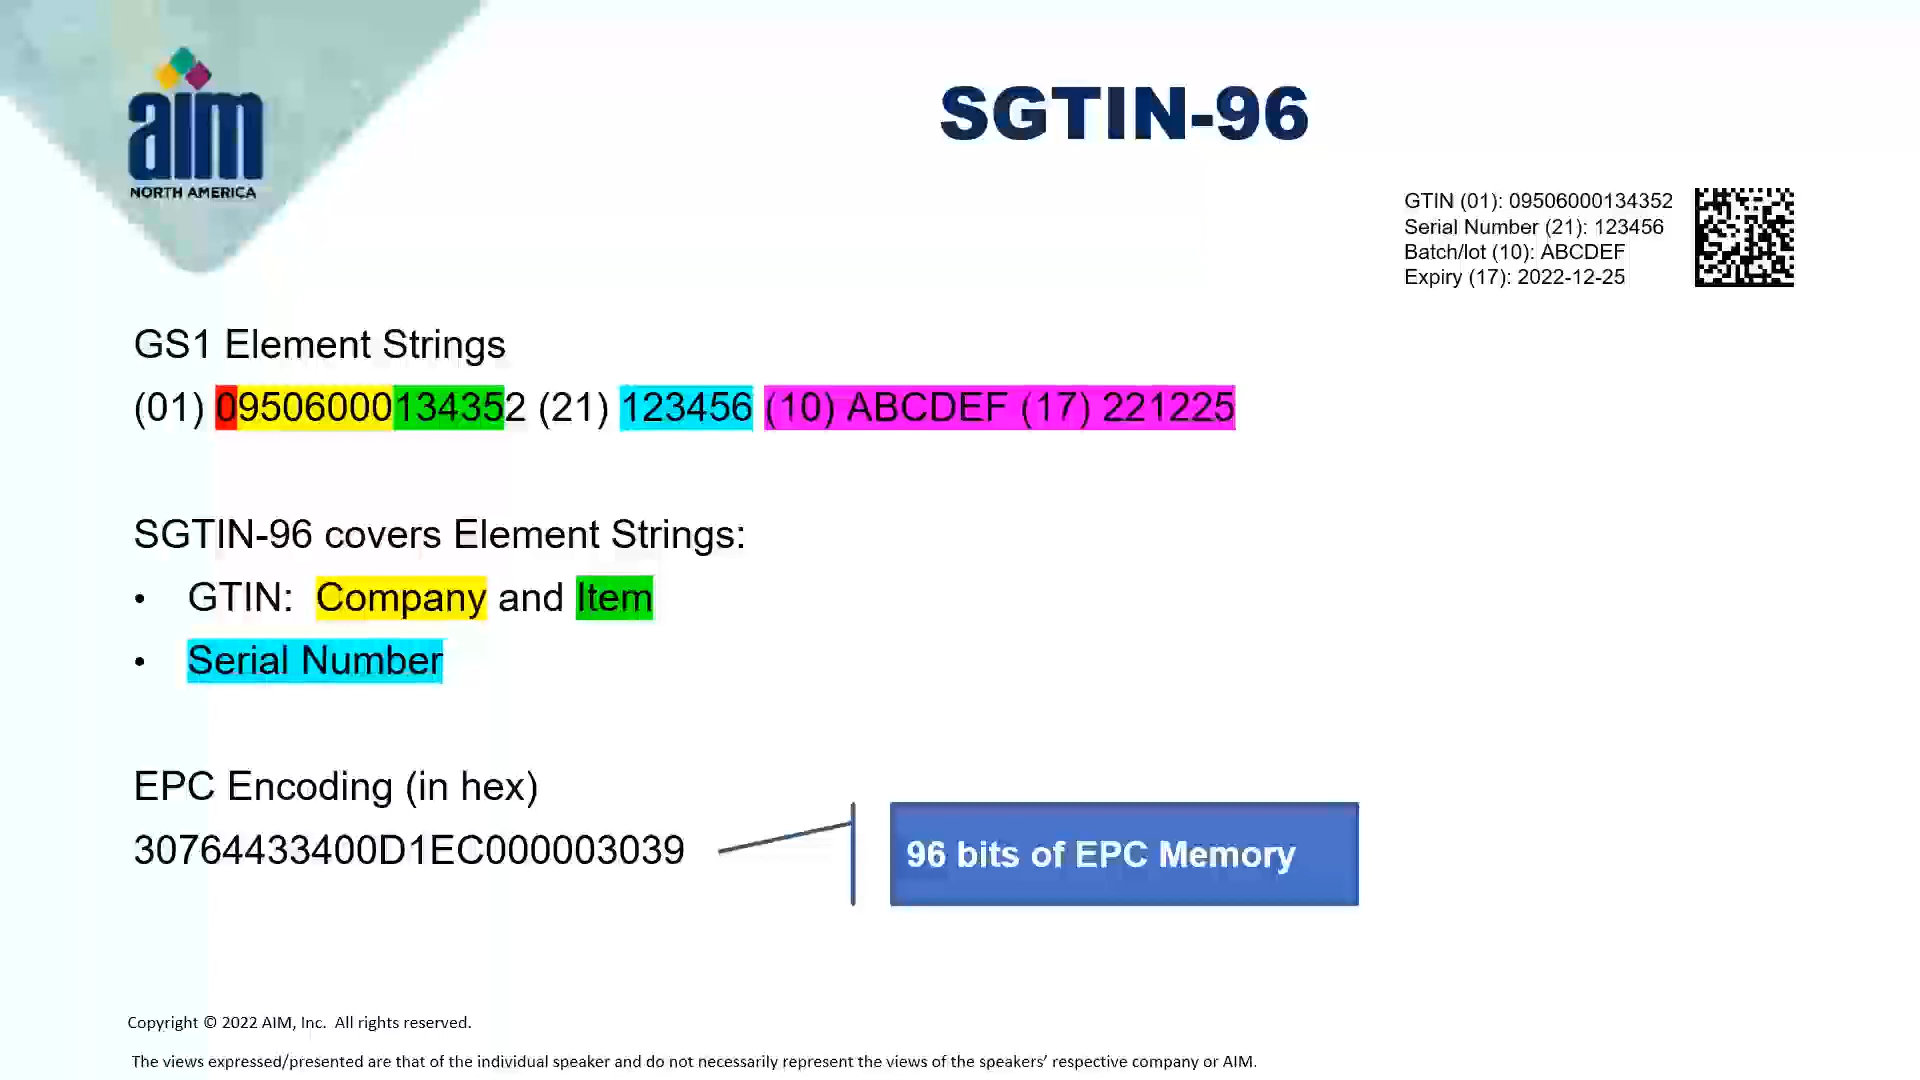 aim
NORTH AMERICA
SGTIN-96
GTIN (01): 09506000134352
Serial Number (21): 123456
Batch/lot (10): ABCDEF
Expiry (17): 2022-12-25
GS1 Element Strings
(01) 09506000134352 (21) 123456 (10) ABCDEF (17) 221225
SGTIN-96 covers Element Strings:
• GTIN: Company and Item
• Serial Number
EPC Encoding (in hex)
30764433400D1EC000003039
96 bits of EPC Memory
Copyright © 2022 AIM, Inc. All rights reserved.
The views expressed/presented are that of the individual speaker and do not necessarily represent the views of the speakers’ respective company or AIM.